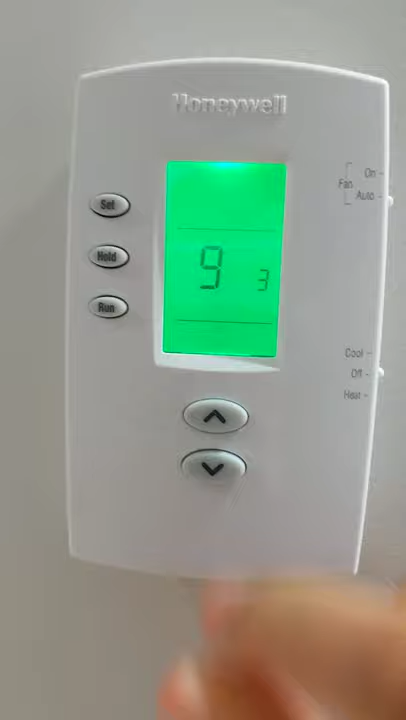 Honeywell
On
Fan
Auto
Set
Hold
Run
9 3
Cool
Off
Heat